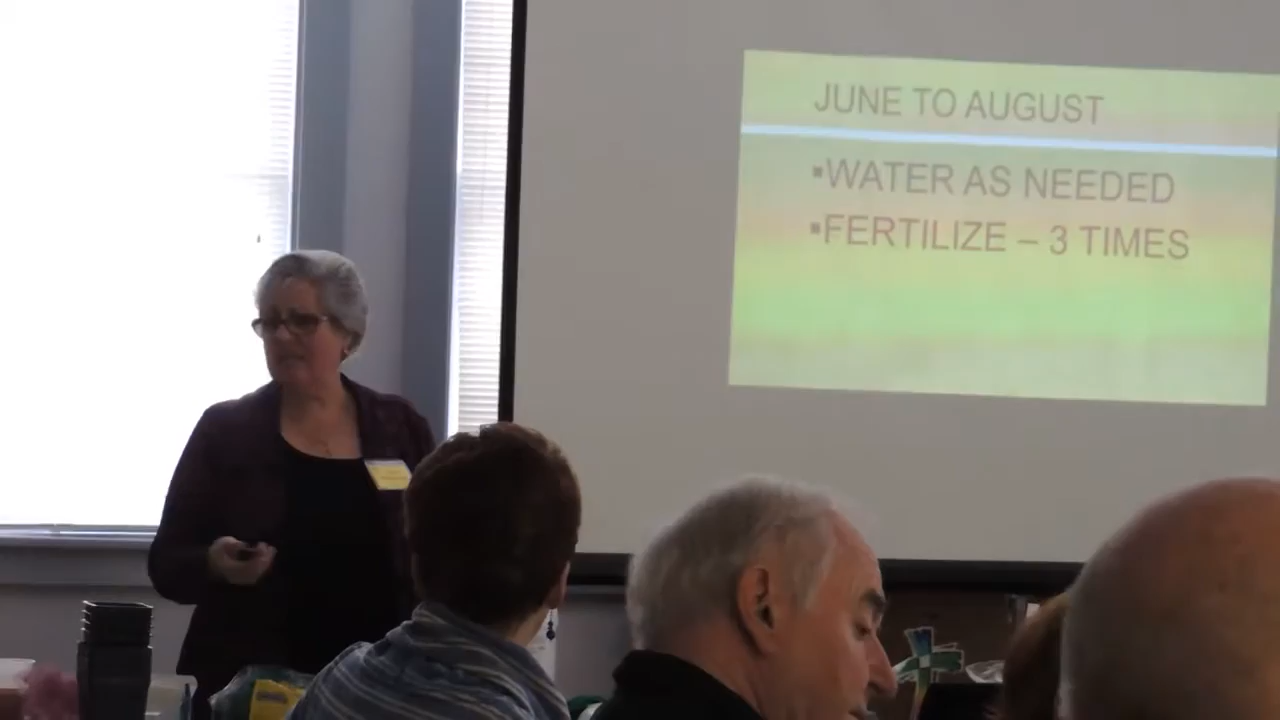 JUNE TO AUGUST
▪WATER AS NEEDED
▪FERTILIZE – 3 TIMES